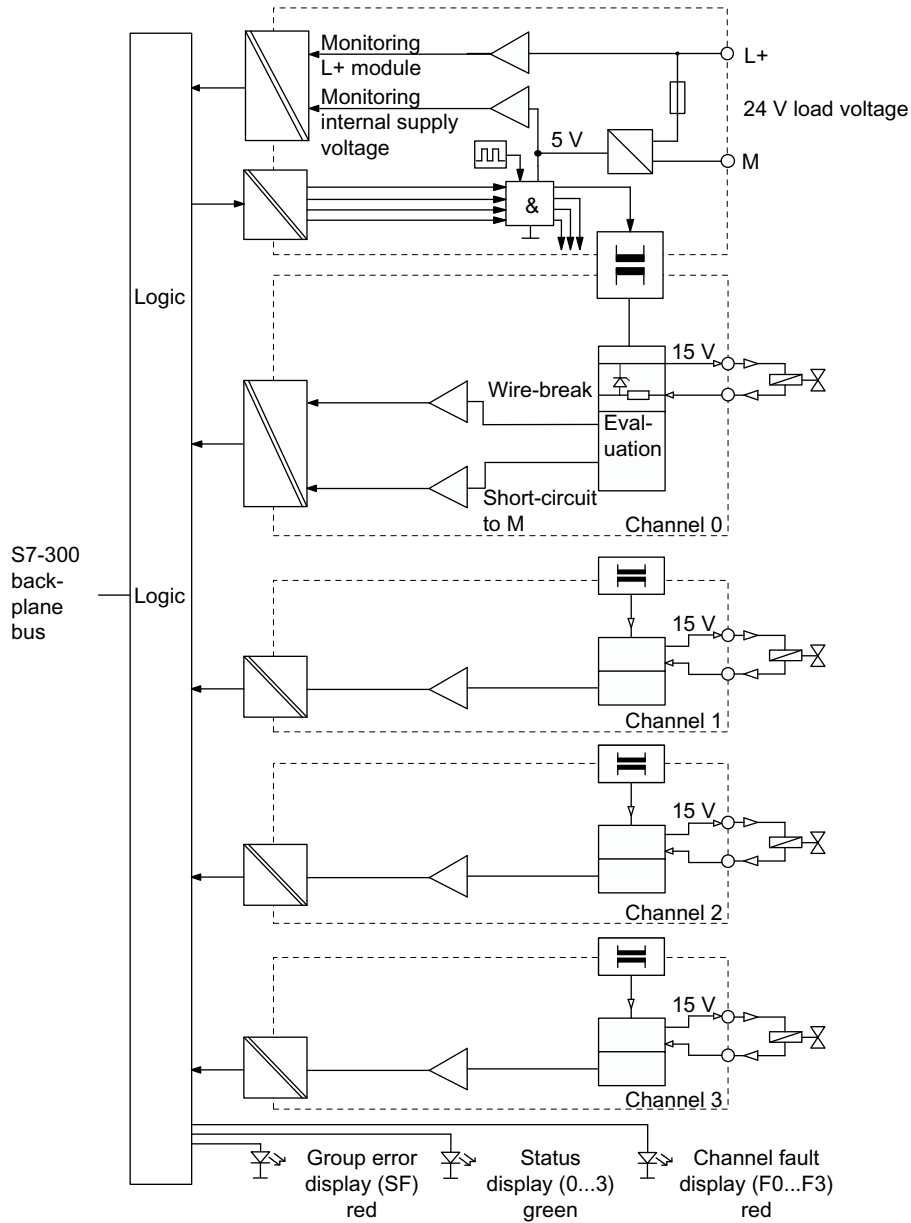 Monitoring
L+ module
L+
Monitoring
internal supply
voltage
24 V load voltage
5 V
M
&
Logic
15 V
Wire-break
Eval-
uation
Short-circuit
to M
Channel 0
S7-300
back-
plane
bus
Logic
15 V
Channel 1
15 V
Channel 2
15 V
Channel 3
Group error
display (SF)
red
Status
display (0...3)
green
Channel fault
display (F0...F3)
red